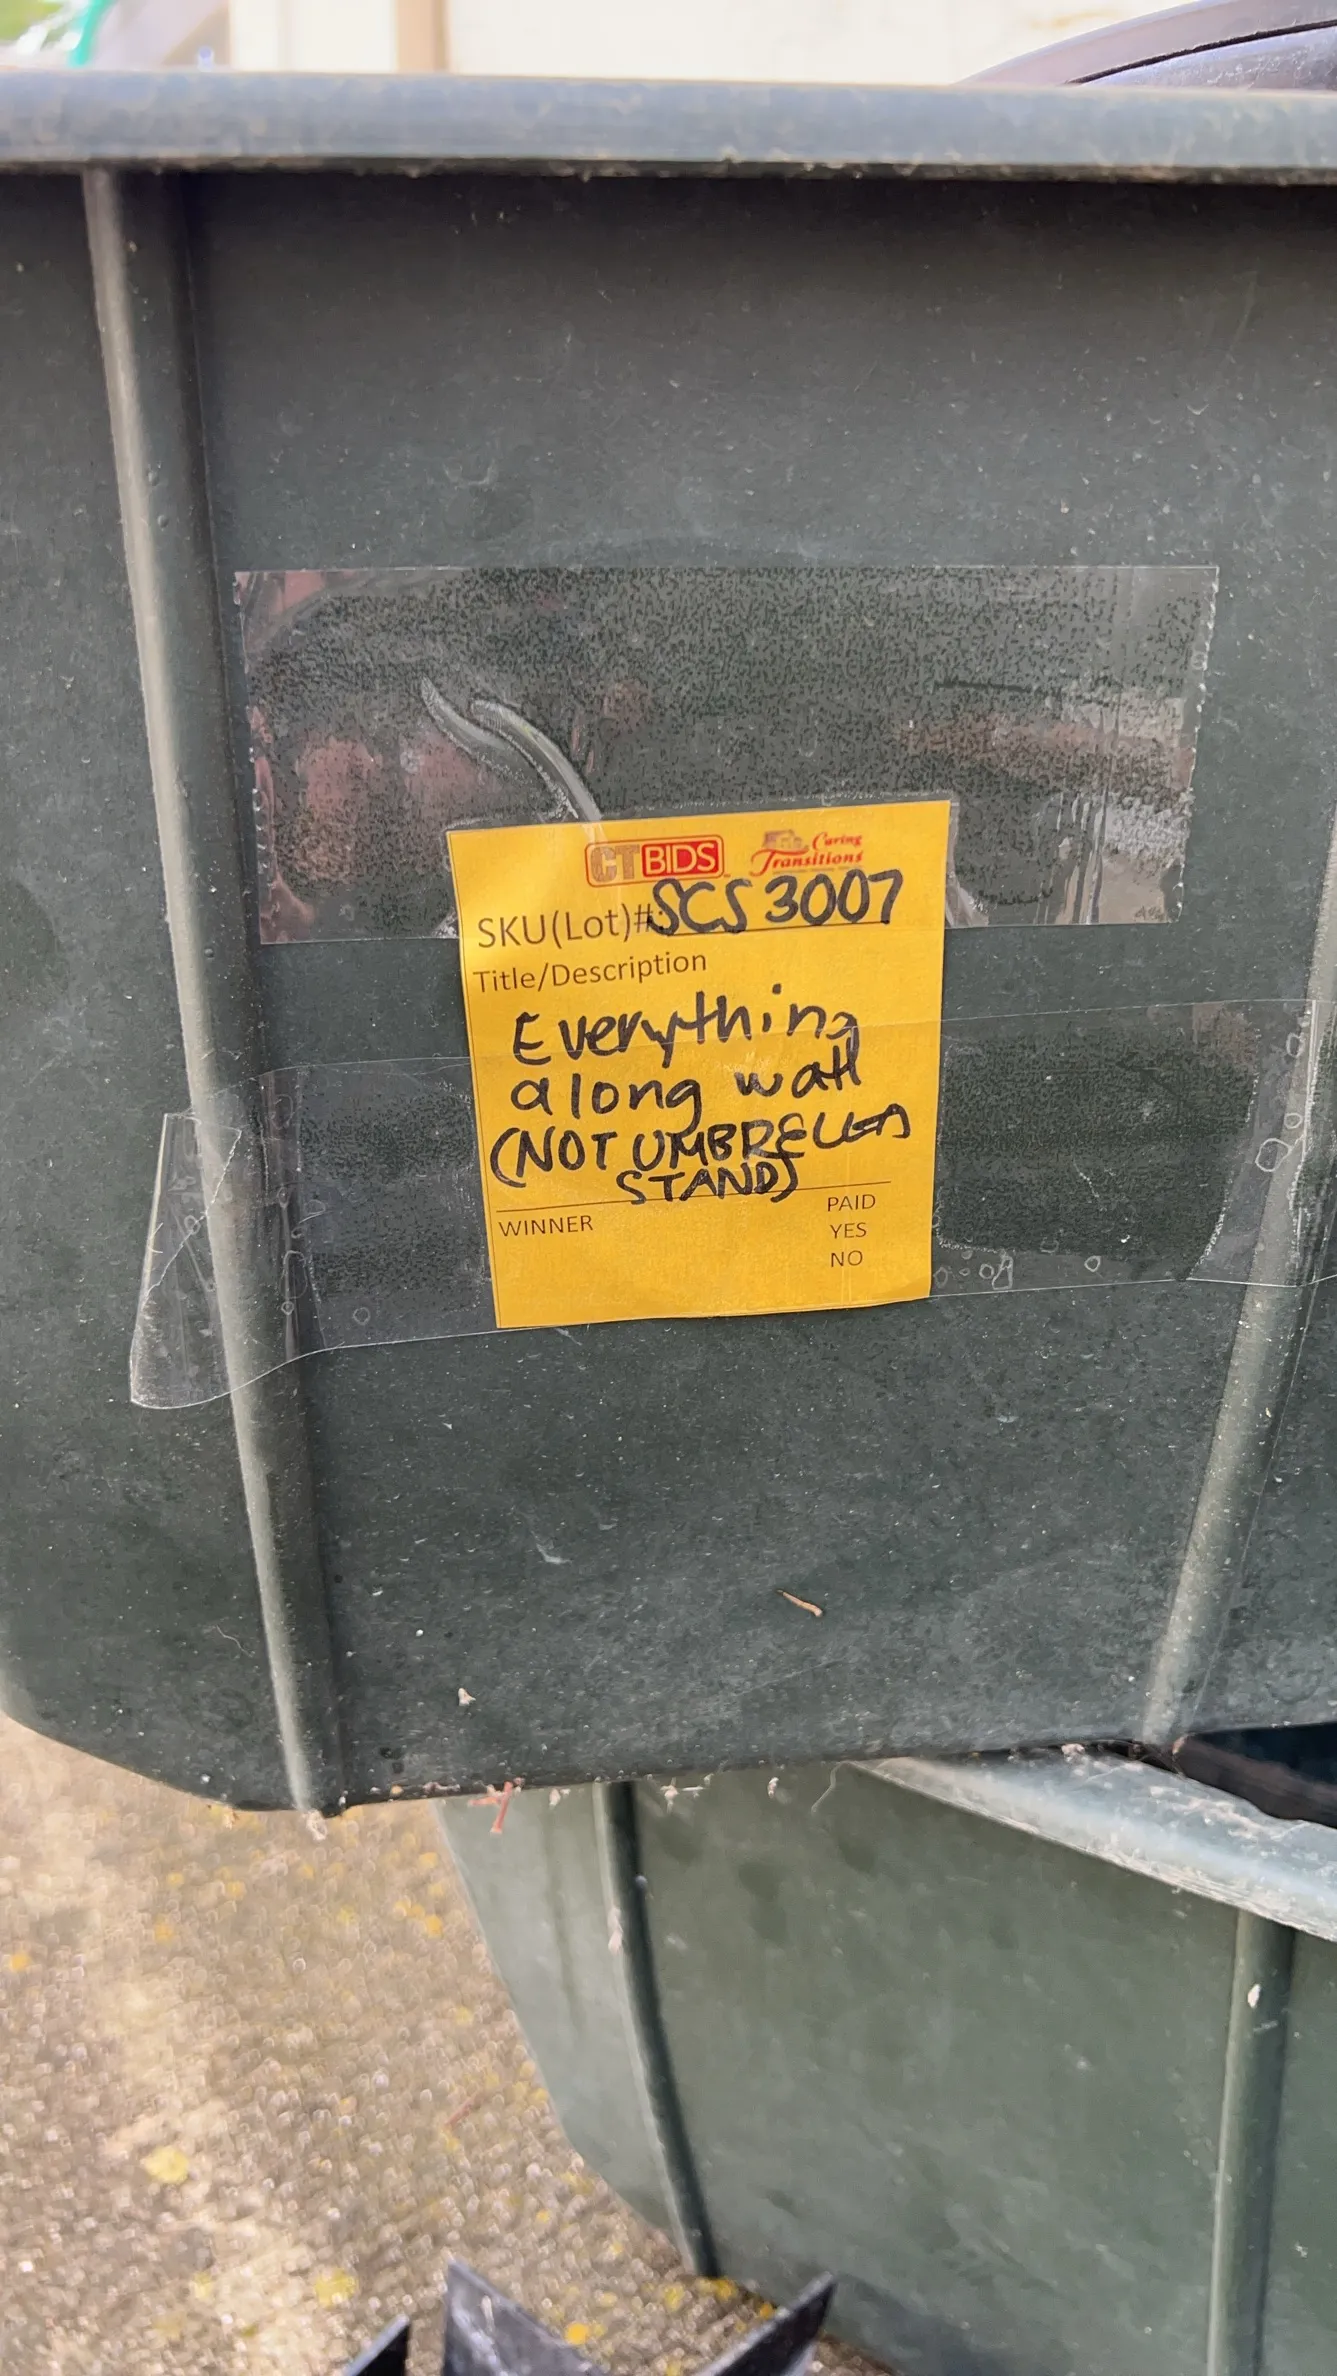 CTBIDS Caring Transitions
SKU(Lot)#: SCS 3007
Title/Description
Everything
along wall
(NOT UMBRELLA
STAND)
WINNER
PAID
YES
NO